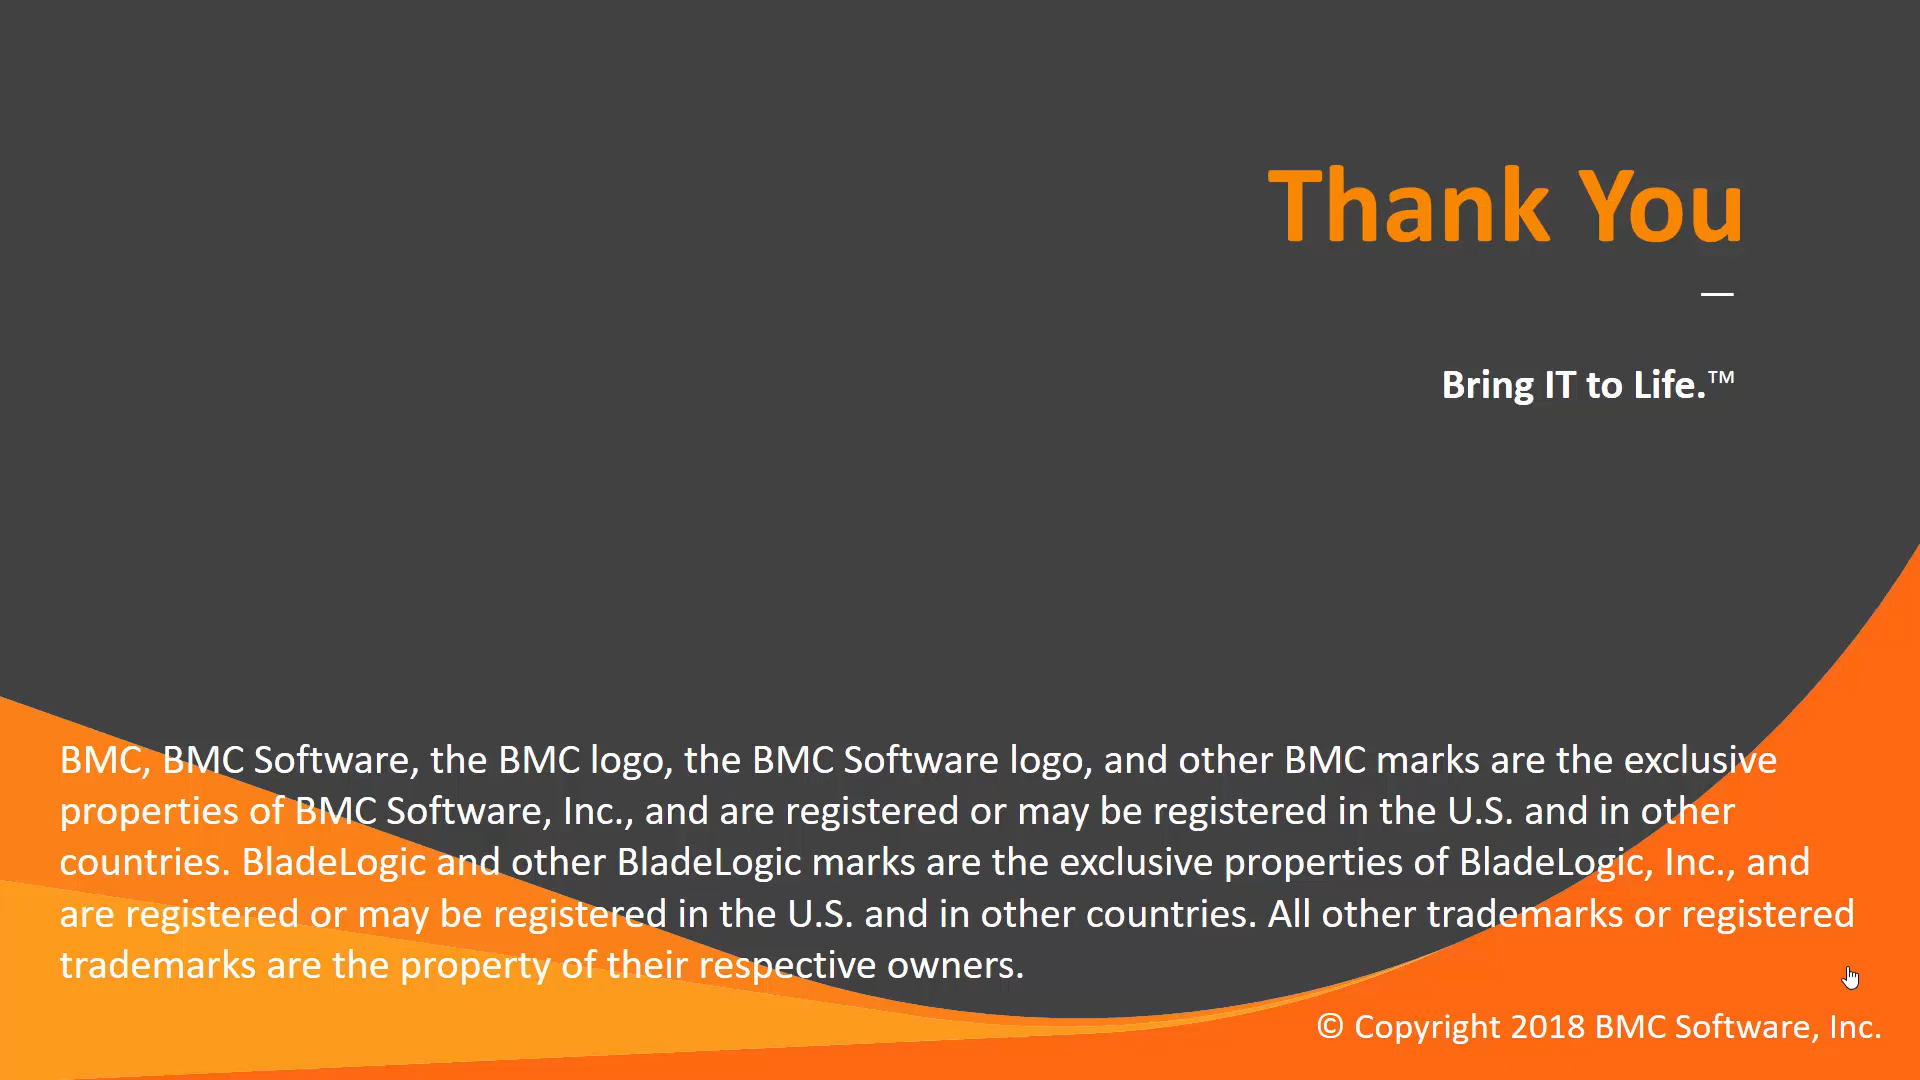 Thank You
Bring IT to Life.™
BMC, BMC Software, the BMC logo, the BMC Software logo, and other BMC marks are the exclusive
properties of BMC Software, Inc., and are registered or may be registered in the U.S. and in other
countries. BladeLogic and other BladeLogic marks are the exclusive properties of BladeLogic, Inc., and
are registered or may be registered in the U.S. and in other countries. All other trademarks or registered
trademarks are the property of their respective owners.
© Copyright 2018 BMC Software, Inc.